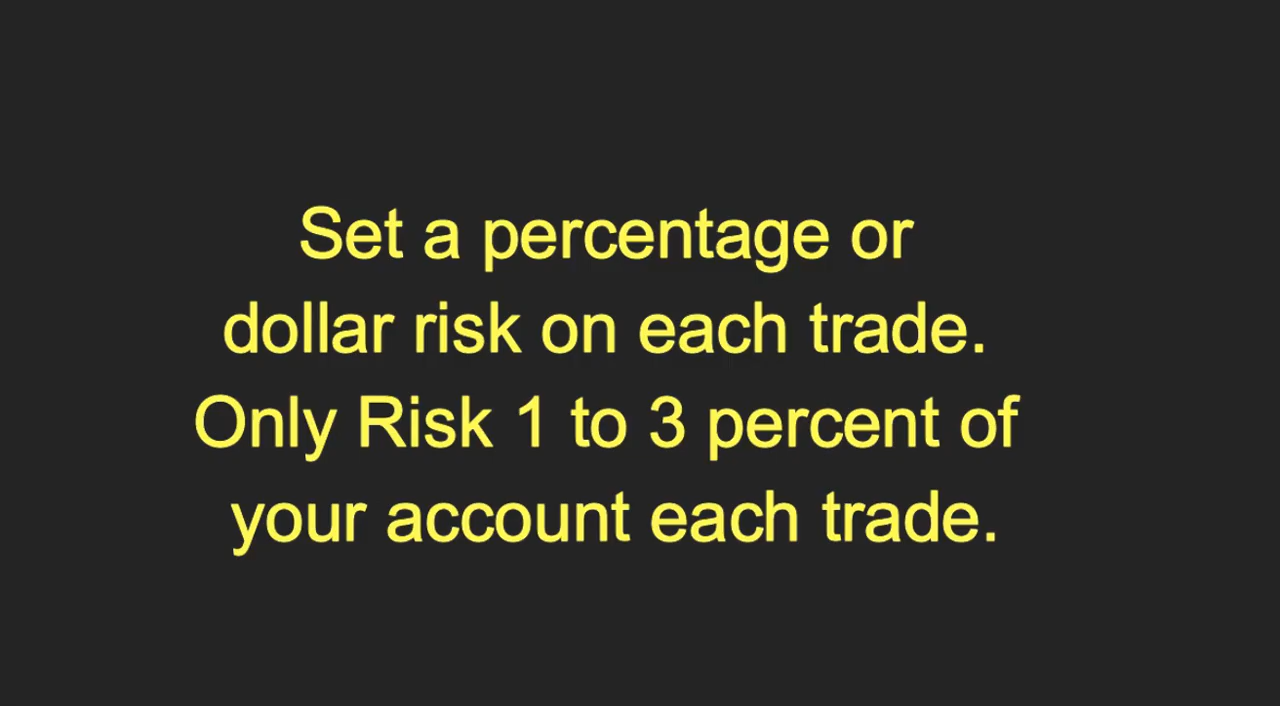 Set a percentage or
dollar risk on each trade.
Only Risk 1 to 3 percent of
your account each trade.